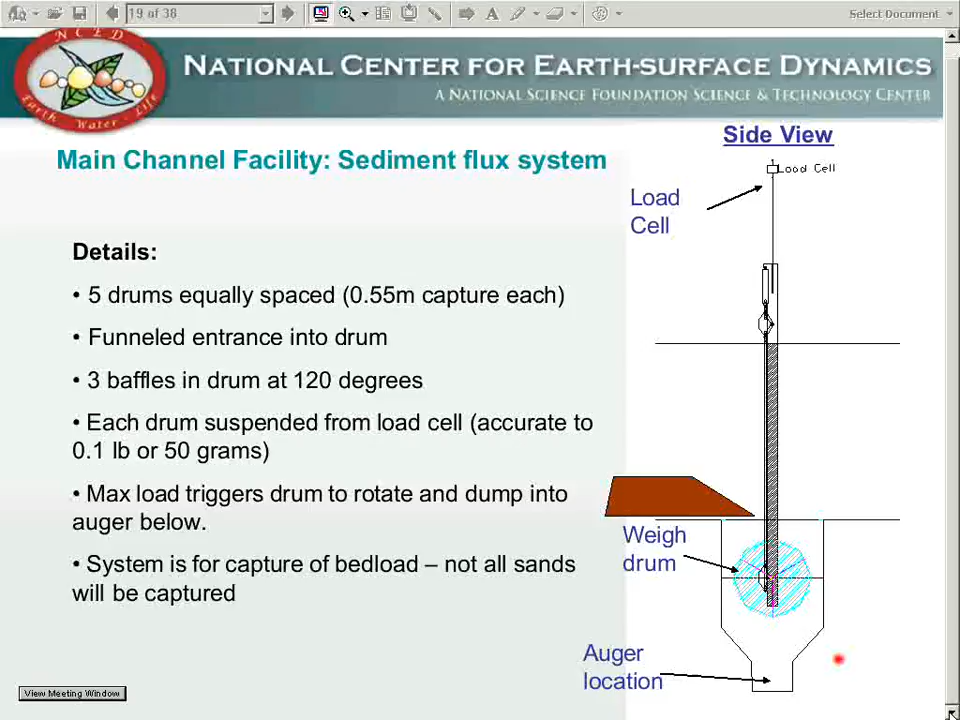 19 of 38
Select Document
NCED
Earth - Water - Life
NATIONAL CENTER FOR EARTH-SURFACE DYNAMICS
A NATIONAL SCIENCE FOUNDATION SCIENCE & TECHNOLOGY CENTER
Main Channel Facility: Sediment flux system
Details:
• 5 drums equally spaced (0.55m capture each)
• Funneled entrance into drum
• 3 baffles in drum at 120 degrees
• Each drum suspended from load cell (accurate to
0.1 lb or 50 grams)
• Max load triggers drum to rotate and dump into
auger below.
• System is for capture of bedload – not all sands
will be captured
Side View
Load Cell
Load
Cell
Weigh
drum
Auger
location
View Meeting Window